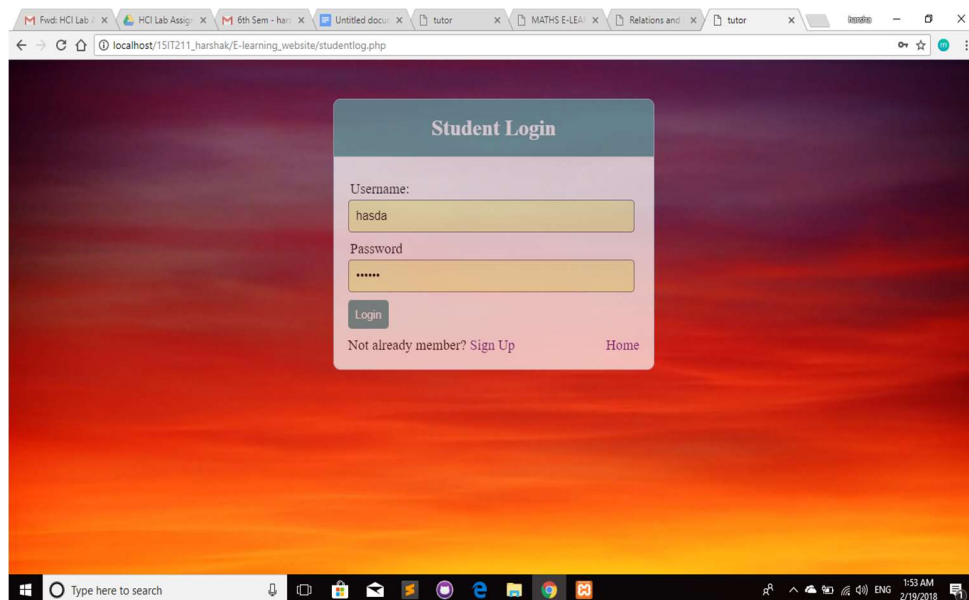 Fwd: HCI Lab
HCI Lab Assig
6th Sem - har
Untitled docu
tutor
MATHS E-LEA
Relations and
tutor
harsha
localhost/15IT211_harshak/E-learning_website/studentlog.php
Student Login
Username:
hasda
Password
••••••
Login
Not already member? Sign Up
Home
Type here to search
ENG
1:53 AM
2/19/2018